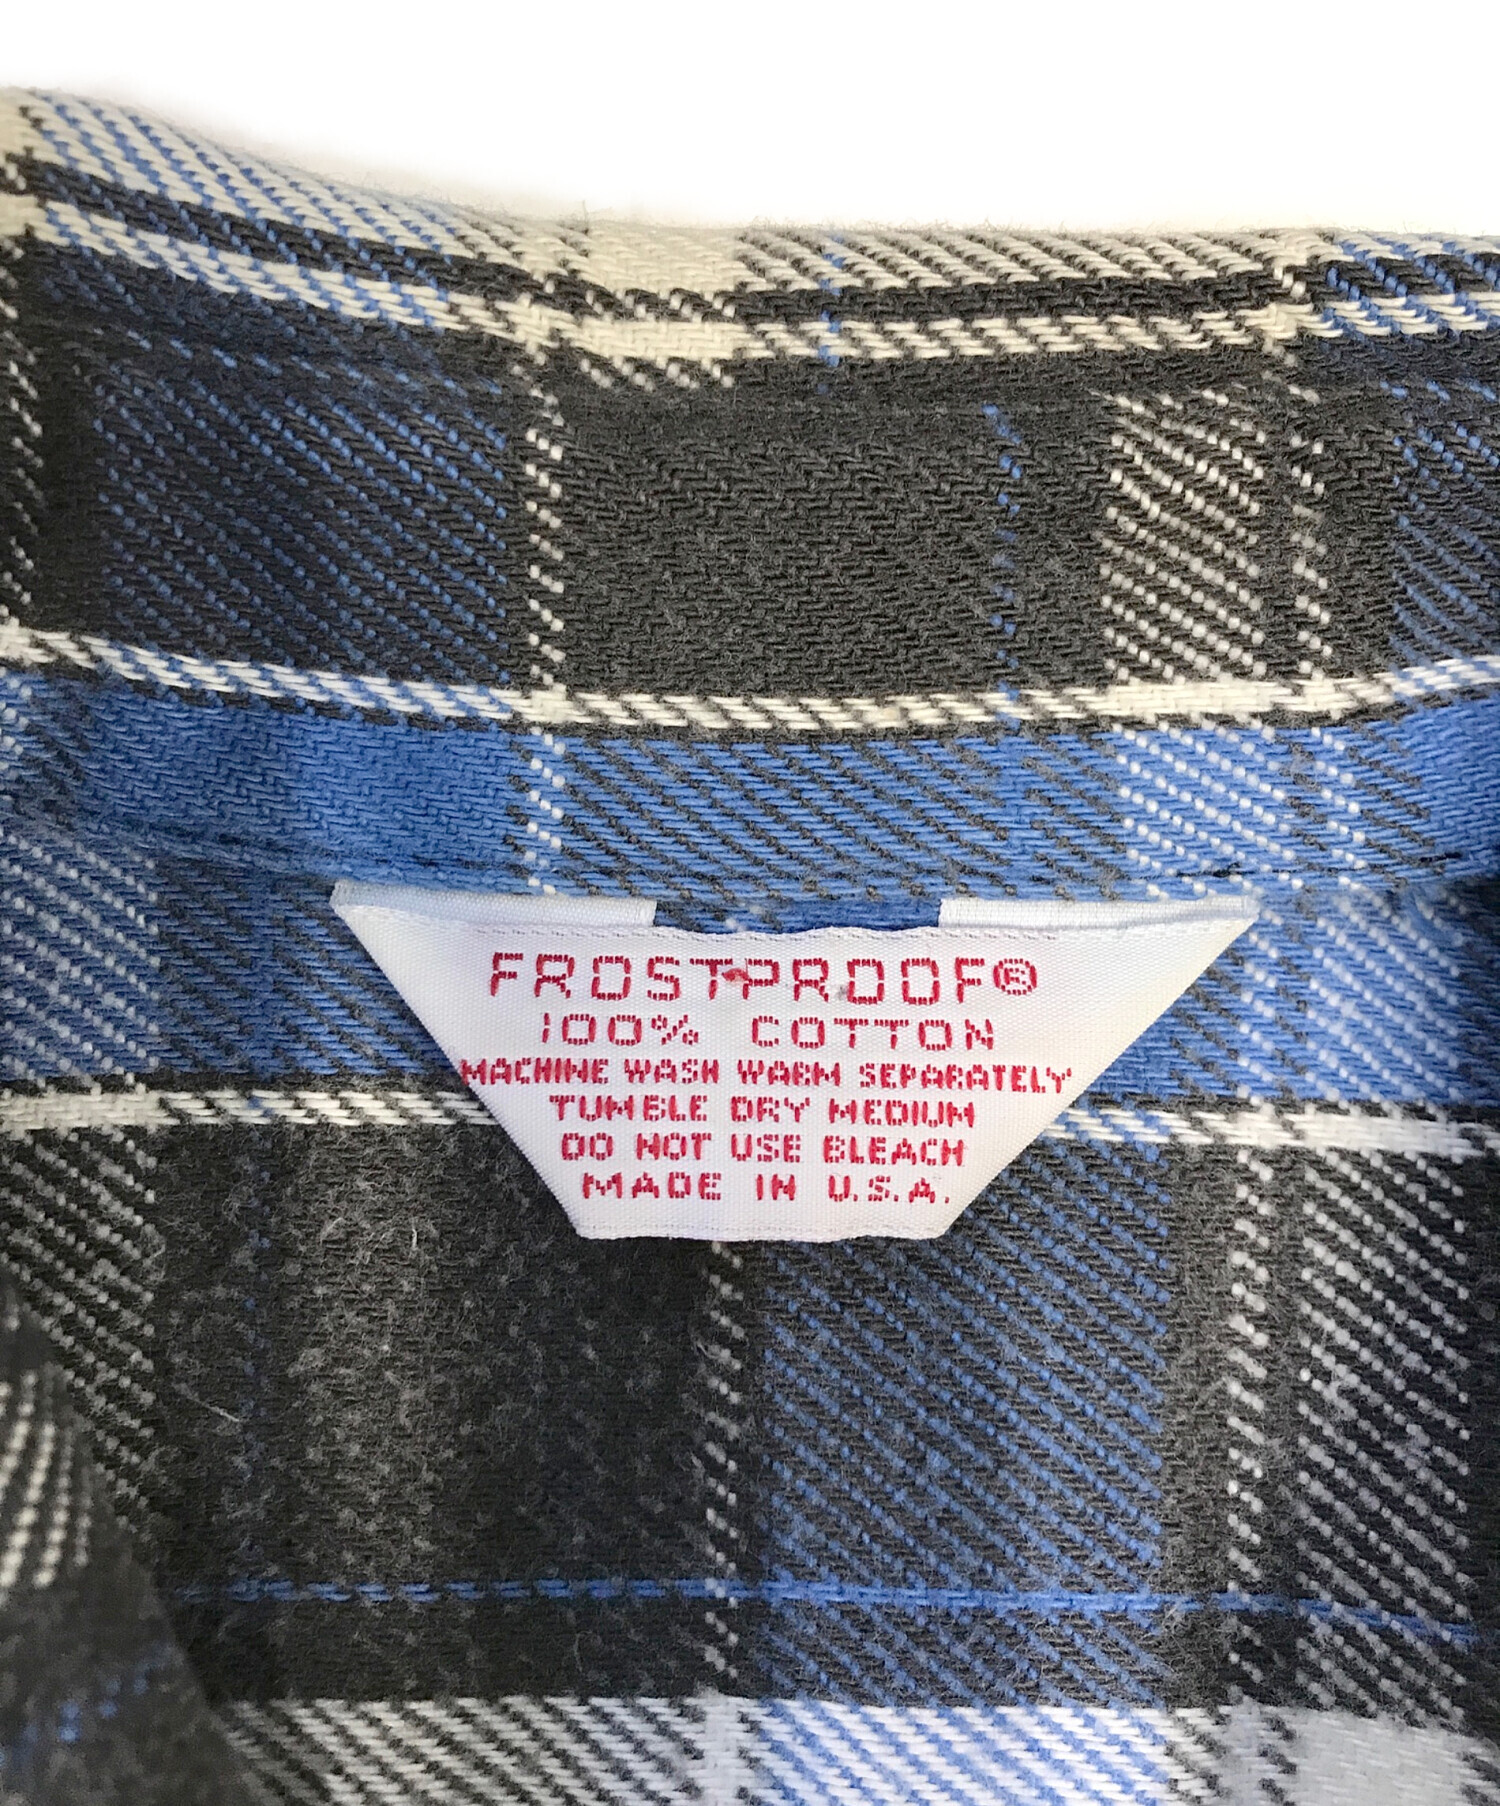 FROSTPROOF®
100% COTTON
MACHINE WASH WARM SEPARATELY
TUMBLE DRY MEDIUM
DO NOT USE BLEACH
MADE IN U.S.A.